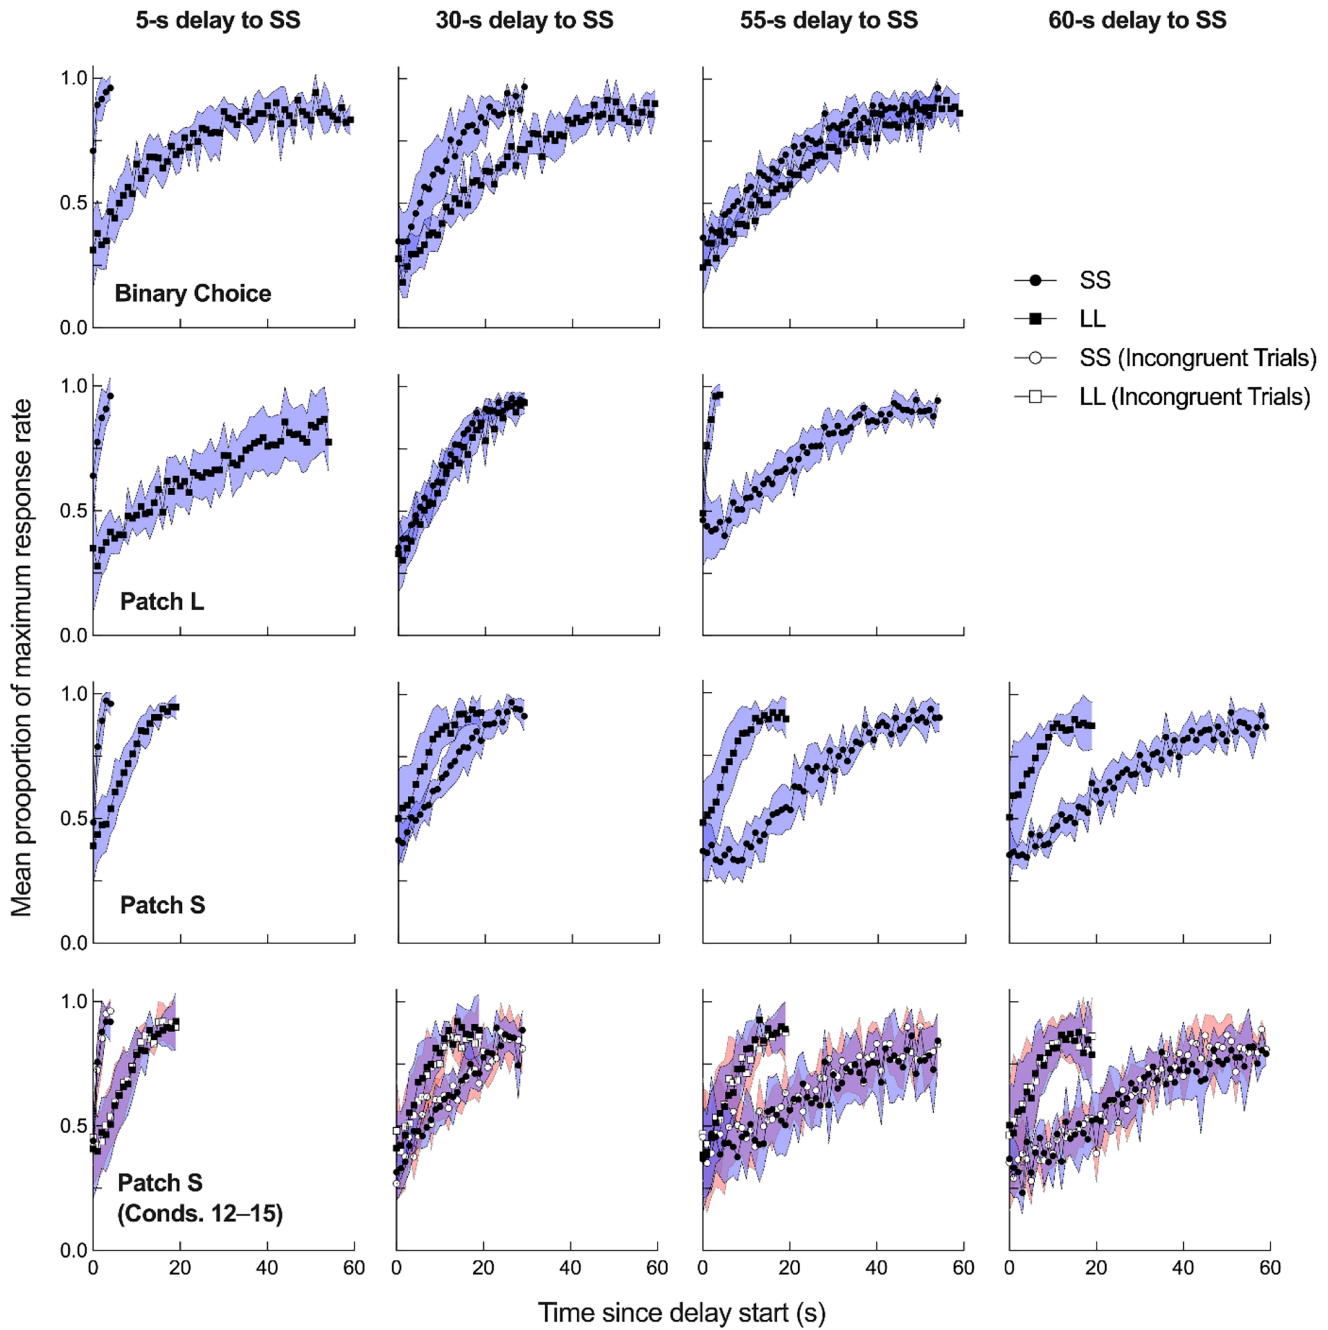 5-s delay to SS
30-s delay to SS
55-s delay to SS
60-s delay to SS
Mean prooportion of maximum response rate
1.0
0.5
0.0
Binary Choice
SS
LL
SS (Incongruent Trials)
LL (Incongruent Trials)
1.0
0.5
0.0
Patch L
1.0
0.5
0.0
Patch S
1.0
0.5
0.0
Patch S
(Conds. 12–15)
0 20 40 60
0 20 40 60
0 20 40 60
0 20 40 60
Time since delay start (s)